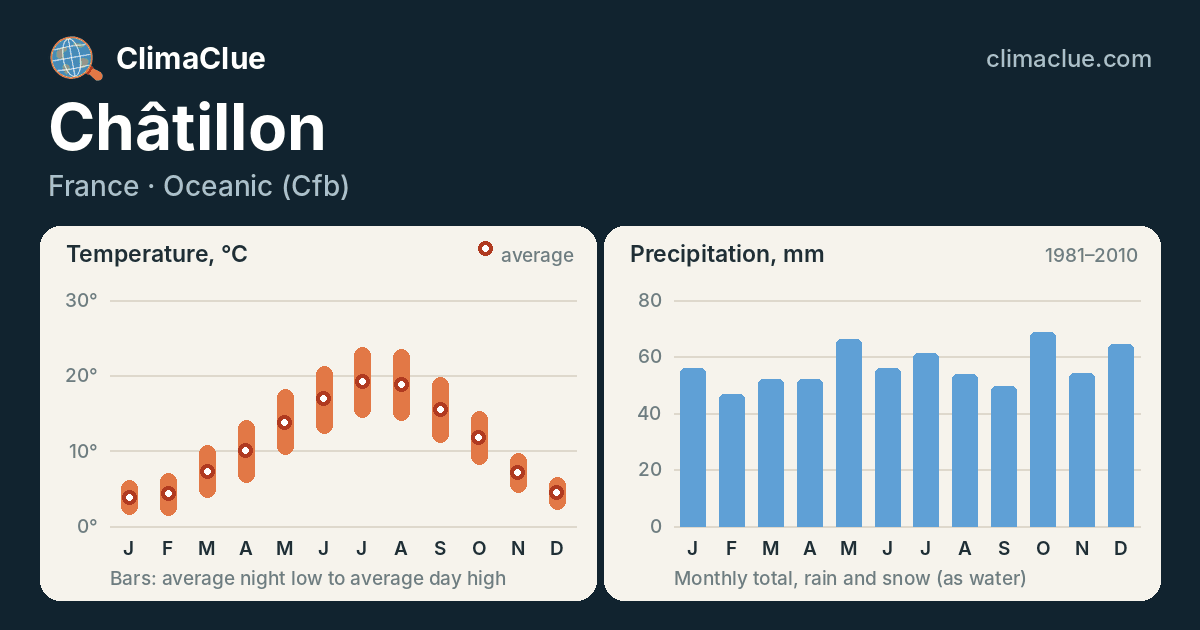 ClimaClue
climaclue.com
Châtillon
France · Oceanic (Cfb)
Temperature, °C
average
30°
20°
10°
0°
J F M A M J J A S O N D
Bars: average night low to average day high
Precipitation, mm
1981–2010
80
60
40
20
0
J F M A M J J A S O N D
Monthly total, rain and snow (as water)